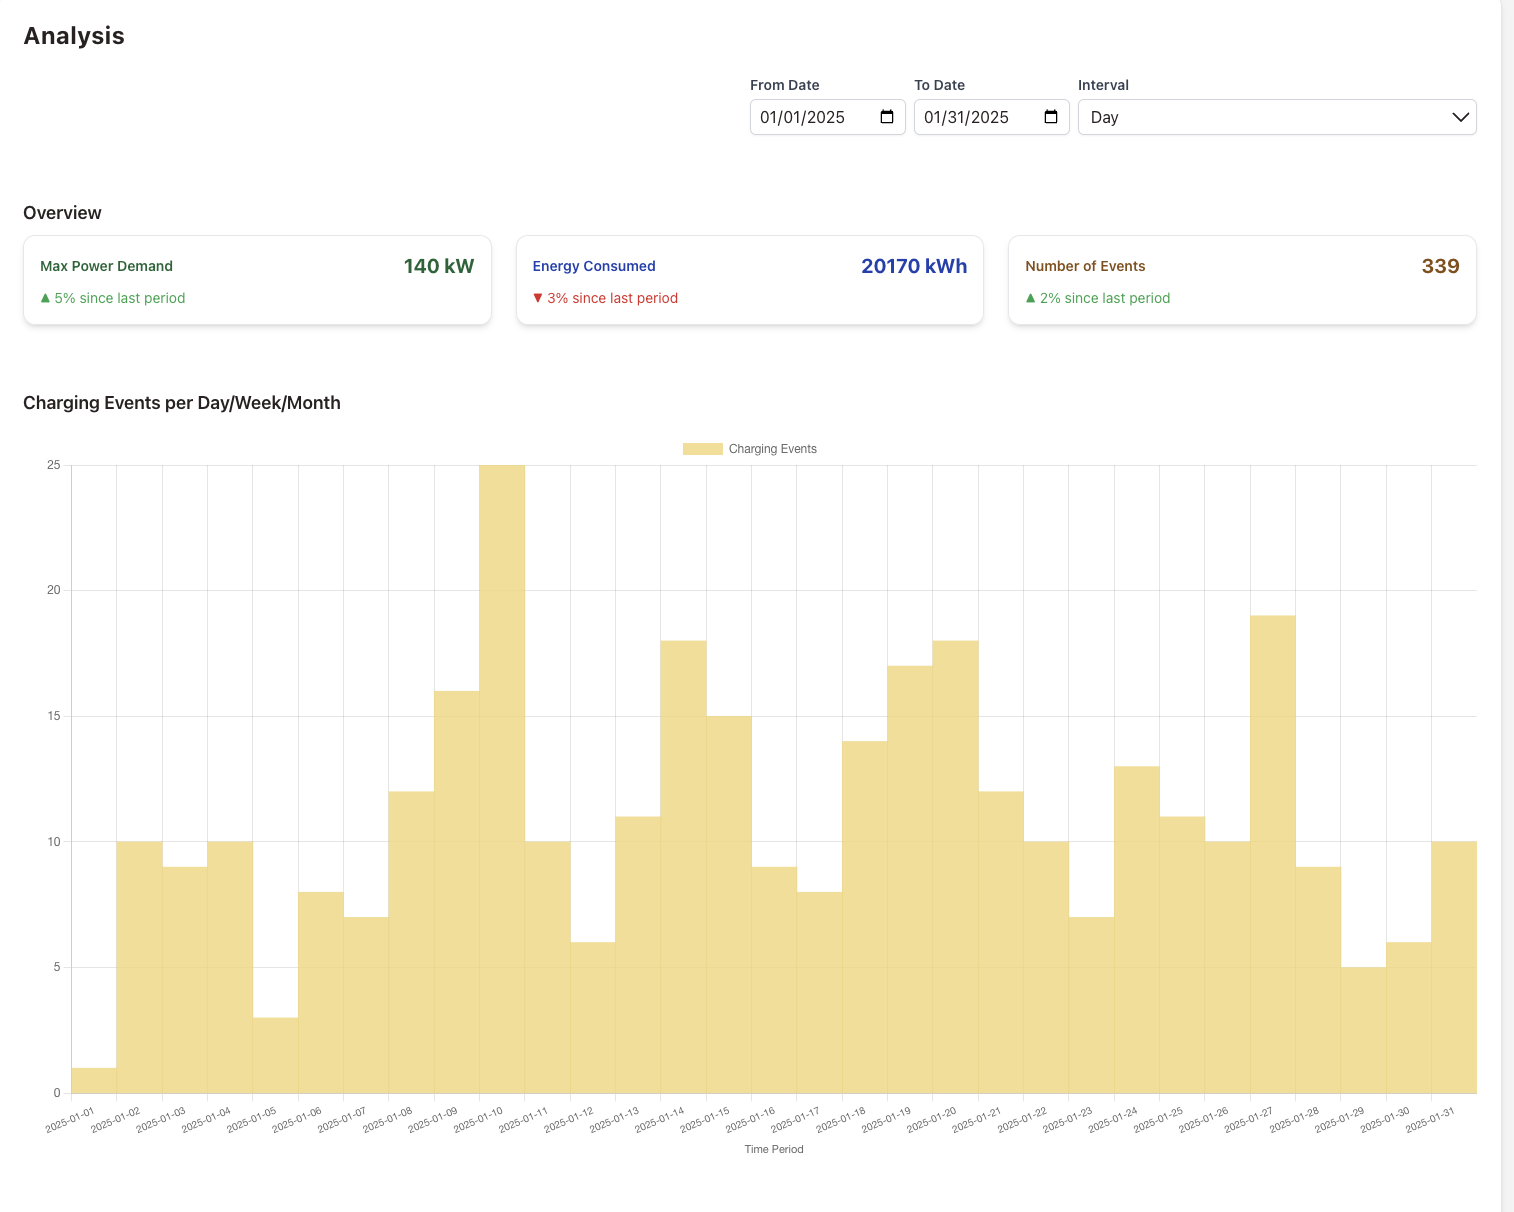 Analysis
From Date To Date Interval
01/01/2025 01/31/2025 Day
Overview
Max Power Demand 140 kW
▲ 5% since last period
Energy Consumed 20170 kWh
▼ 3% since last period
Number of Events 339
▲ 2% since last period
Charging Events per Day/Week/Month
Charging Events
25
20
15
10
5
0
2025-01-01 2025-01-02 2025-01-03 2025-01-04 2025-01-05 2025-01-06 2025-01-07 2025-01-08 2025-01-09 2025-01-10 2025-01-11 2025-01-12 2025-01-13 2025-01-14 2025-01-15 2025-01-16 2025-01-17 2025-01-18 2025-01-19 2025-01-20 2025-01-21 2025-01-22 2025-01-23 2025-01-24 2025-01-25 2025-01-26 2025-01-27 2025-01-28 2025-01-29 2025-01-30 2025-01-31
Time Period